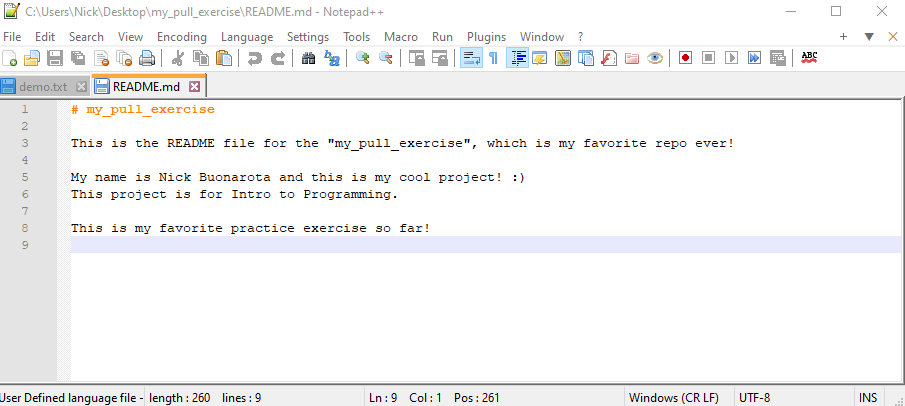 C:\Users\Nick\Desktop\my_pull_exercise\README.md - Notepad++
File Edit Search View Encoding Language Settings Tools Macro Run Plugins Window ? + ▼ X
ABC
demo.txt README.md
1 # my_pull_exercise
2
3 This is the README file for the "my_pull_exercise", which is my favorite repo ever!
4
5 My name is Nick Buonarota and this is my cool project! :)
6 This project is for Intro to Programming.
7
8 This is my favorite practice exercise so far!
9
User Defined language file - length : 260 lines : 9 Ln : 9 Col : 1 Pos : 261 Windows (CR LF) UTF-8 INS